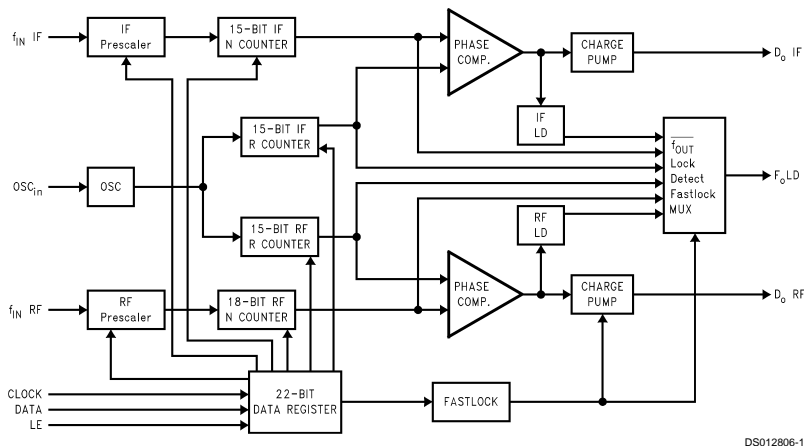 f_IN IF
IF
Prescaler
15-BIT IF
N COUNTER
PHASE
COMP.
CHARGE
PUMP
D_o IF
IF
LD
15-BIT IF
R COUNTER
OSC_in
OSC
f_OUT
Lock
Detect
Fastlock
MUX
F_oLD
15-BIT RF
R COUNTER
RF
LD
f_IN RF
RF
Prescaler
18-BIT RF
N COUNTER
PHASE
COMP.
CHARGE
PUMP
D_o RF
CLOCK
DATA
LE
22-BIT
DATA REGISTER
FASTLOCK
DS012806-1